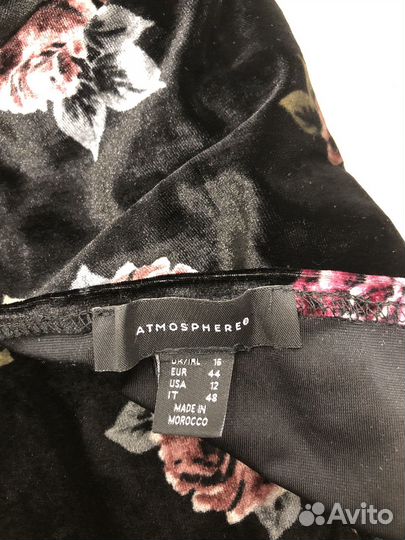 ATMOSPHERE®
UK/IRL 16
EUR 44
USA 12
IT 48
MADE IN
MOROCCO
Avito